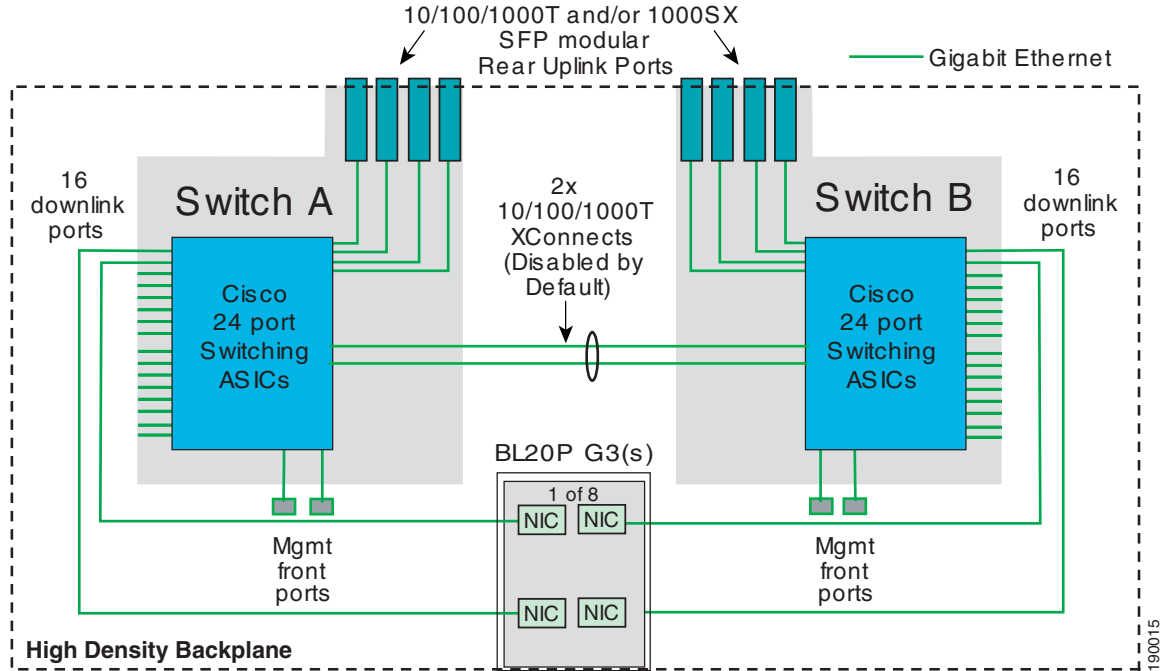 10/100/1000T and/or 1000SX
SFP modular
Rear Uplink Ports
Gigabit Ethernet
16
downlink
ports
Switch A
2x
10/100/1000T
XConnects
(Disabled by
Default)
Switch B
16
downlink
ports
Cisco
24 port
Switching
ASICs
Cisco
24 port
Switching
ASICs
BL20P G3(s)
1 of 8
NIC
NIC
Mgmt
front
ports
Mgmt
front
ports
NIC
NIC
High Density Backplane
190015